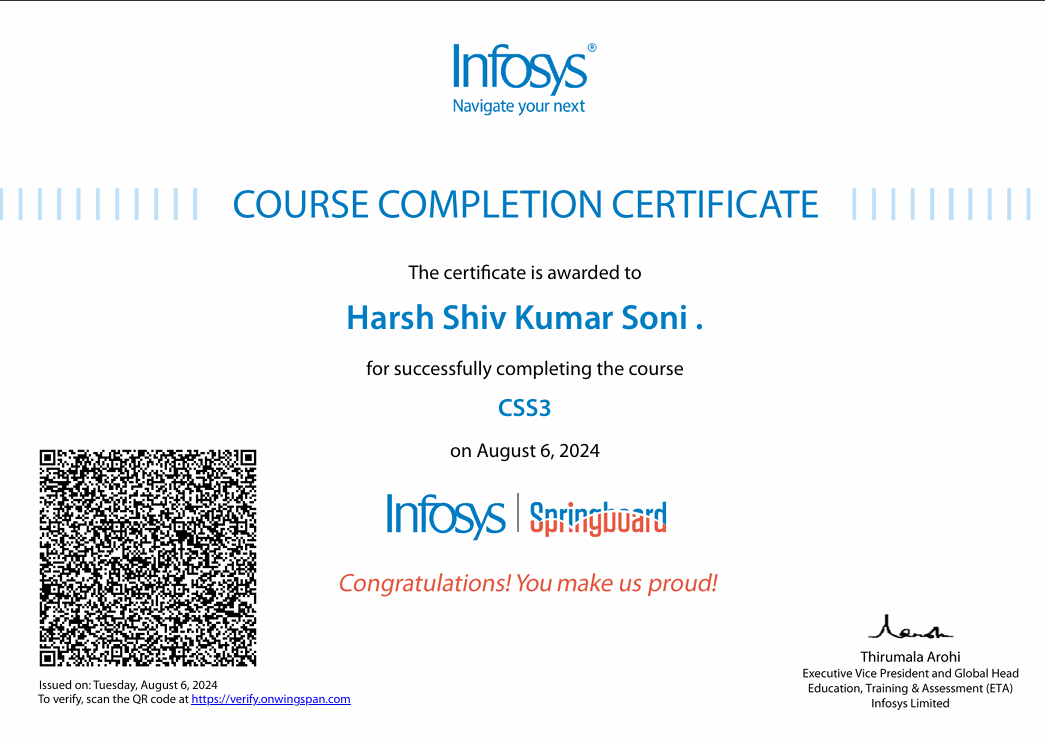 Infosys®
Navigate your next
COURSE COMPLETION CERTIFICATE
The certificate is awarded to
Harsh Shiv Kumar Soni .
for successfully completing the course
CSS3
on August 6, 2024
Infosys | Springboard
Congratulations! You make us proud!
Issued on: Tuesday, August 6, 2024
To verify, scan the QR code at https://verify.onwingspan.com
Thirumala Arohi
Executive Vice President and Global Head
Education, Training & Assessment (ETA)
Infosys Limited